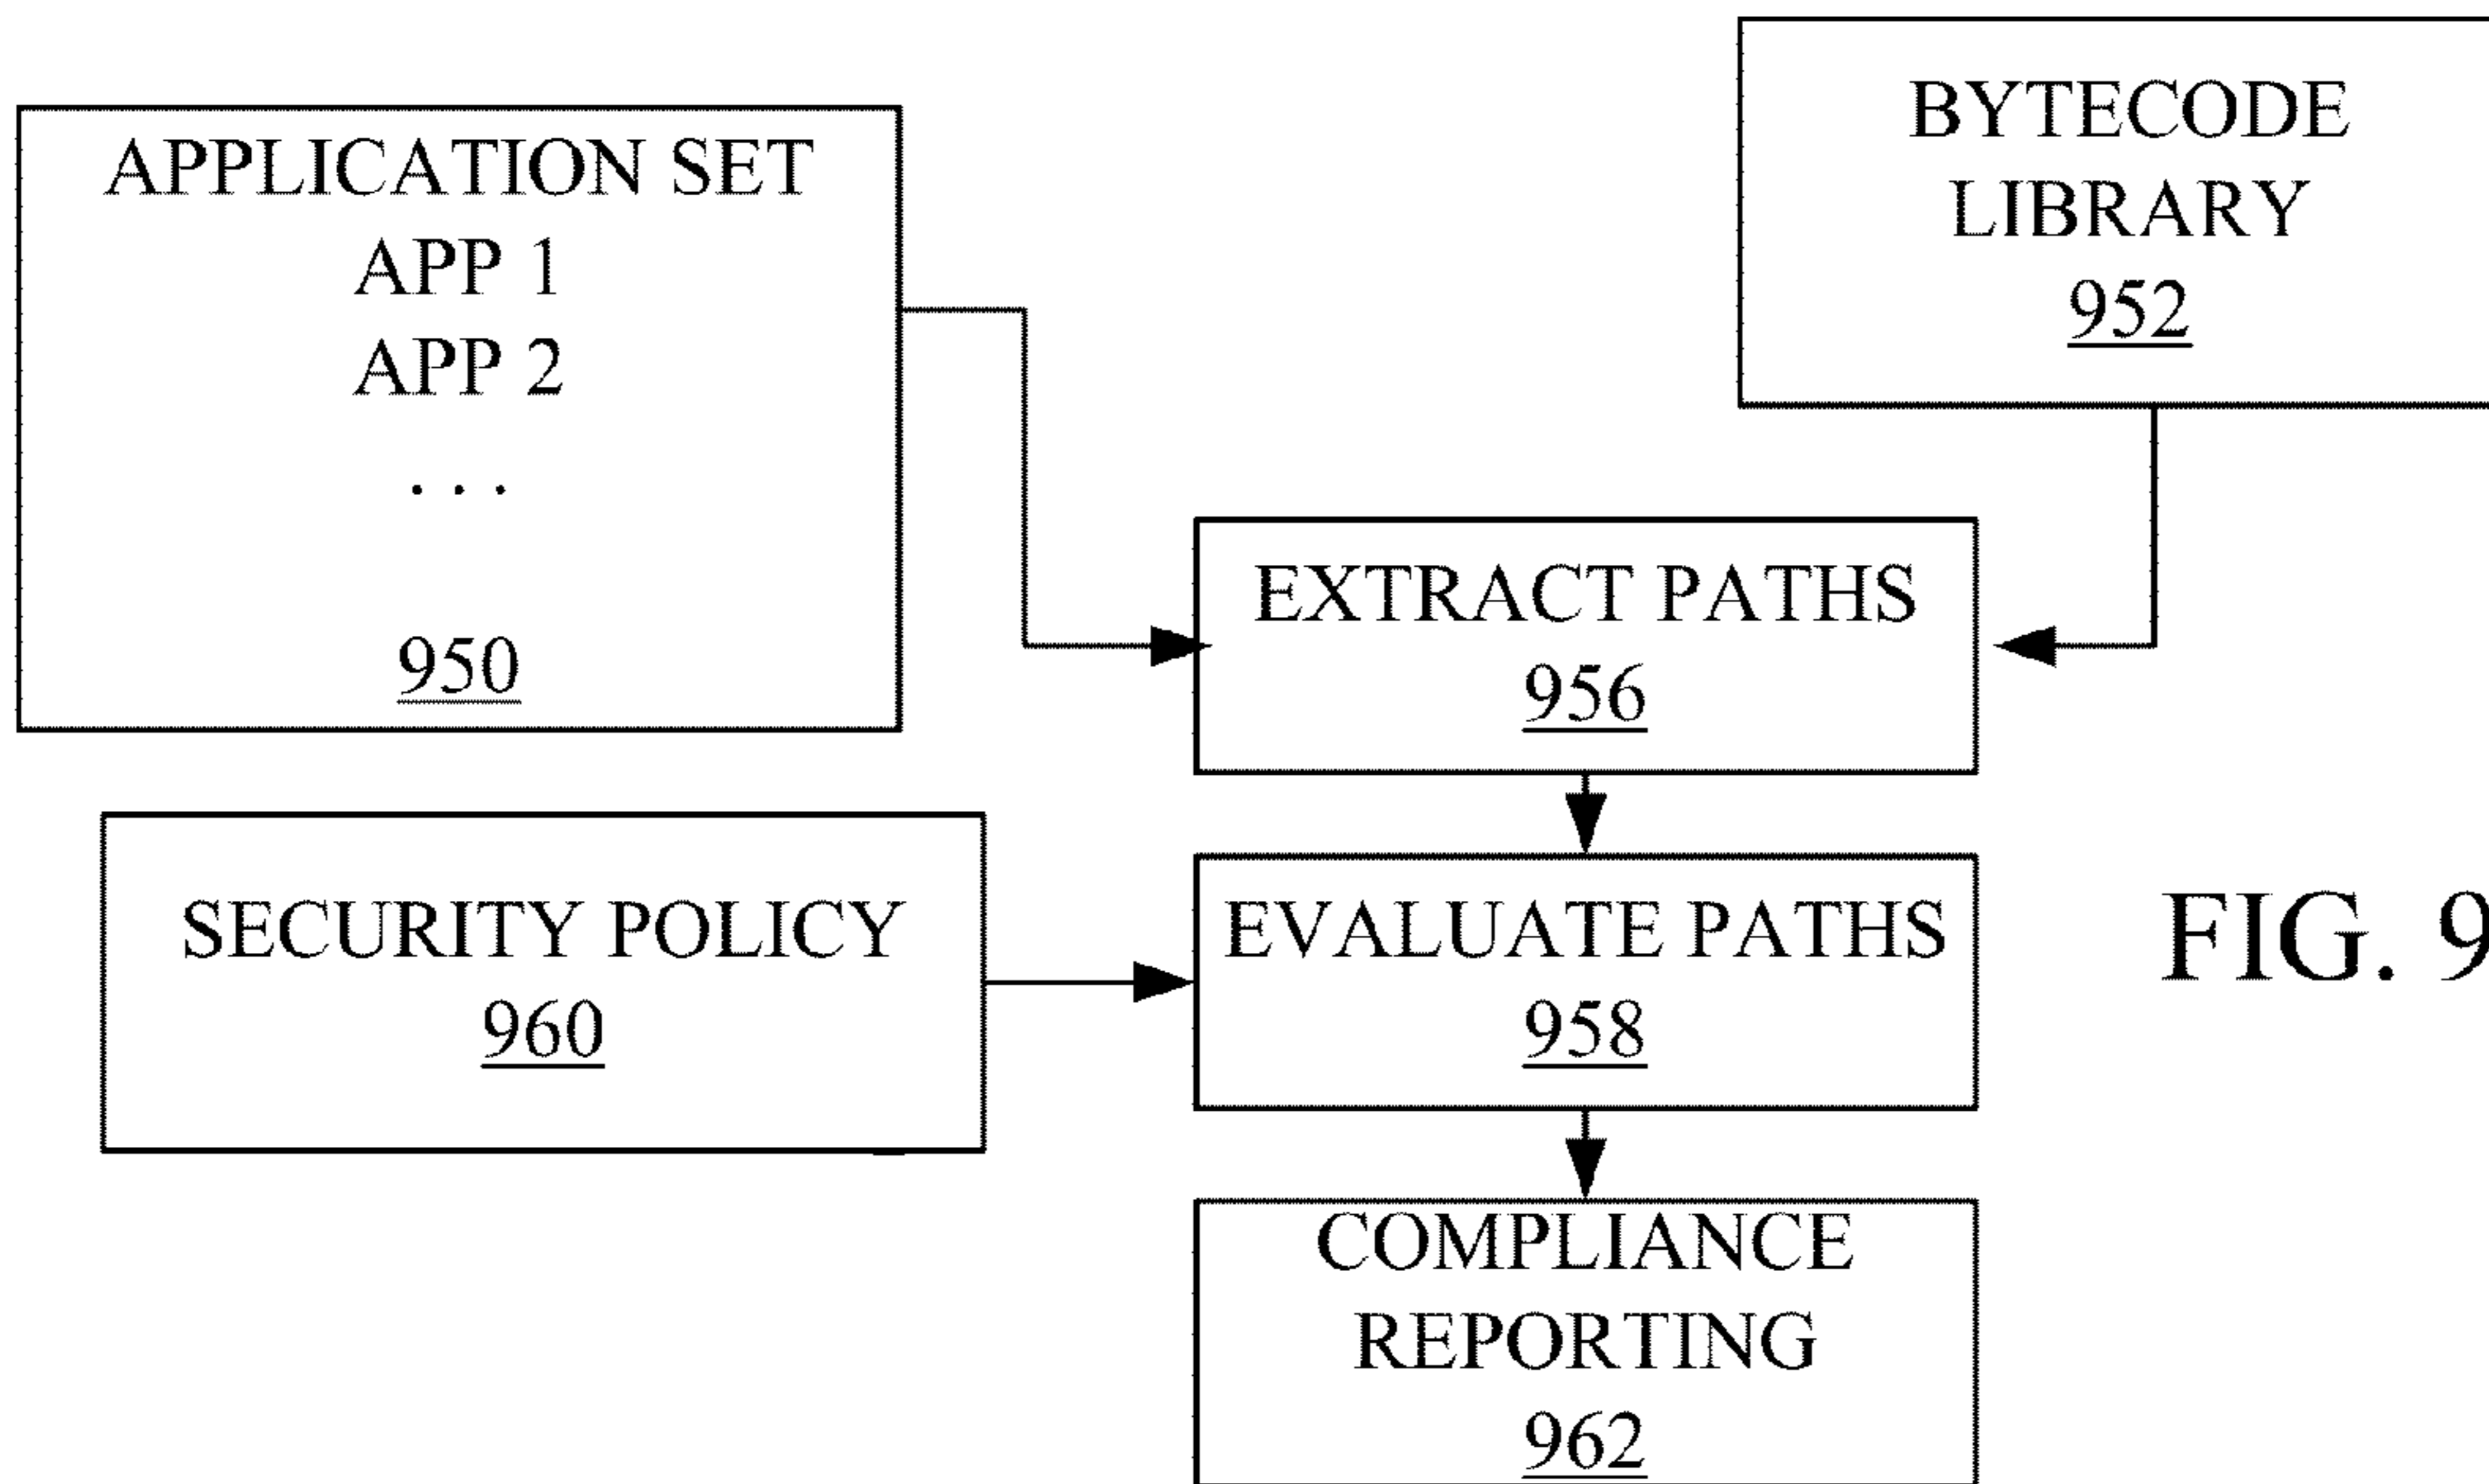 APPLICATION SET
APP 1
APP 2
. . .
950
BYTECODE
LIBRARY
952
EXTRACT PATHS
956
SECURITY POLICY
960
EVALUATE PATHS
958
FIG. 9
COMPLIANCE
REPORTING
962